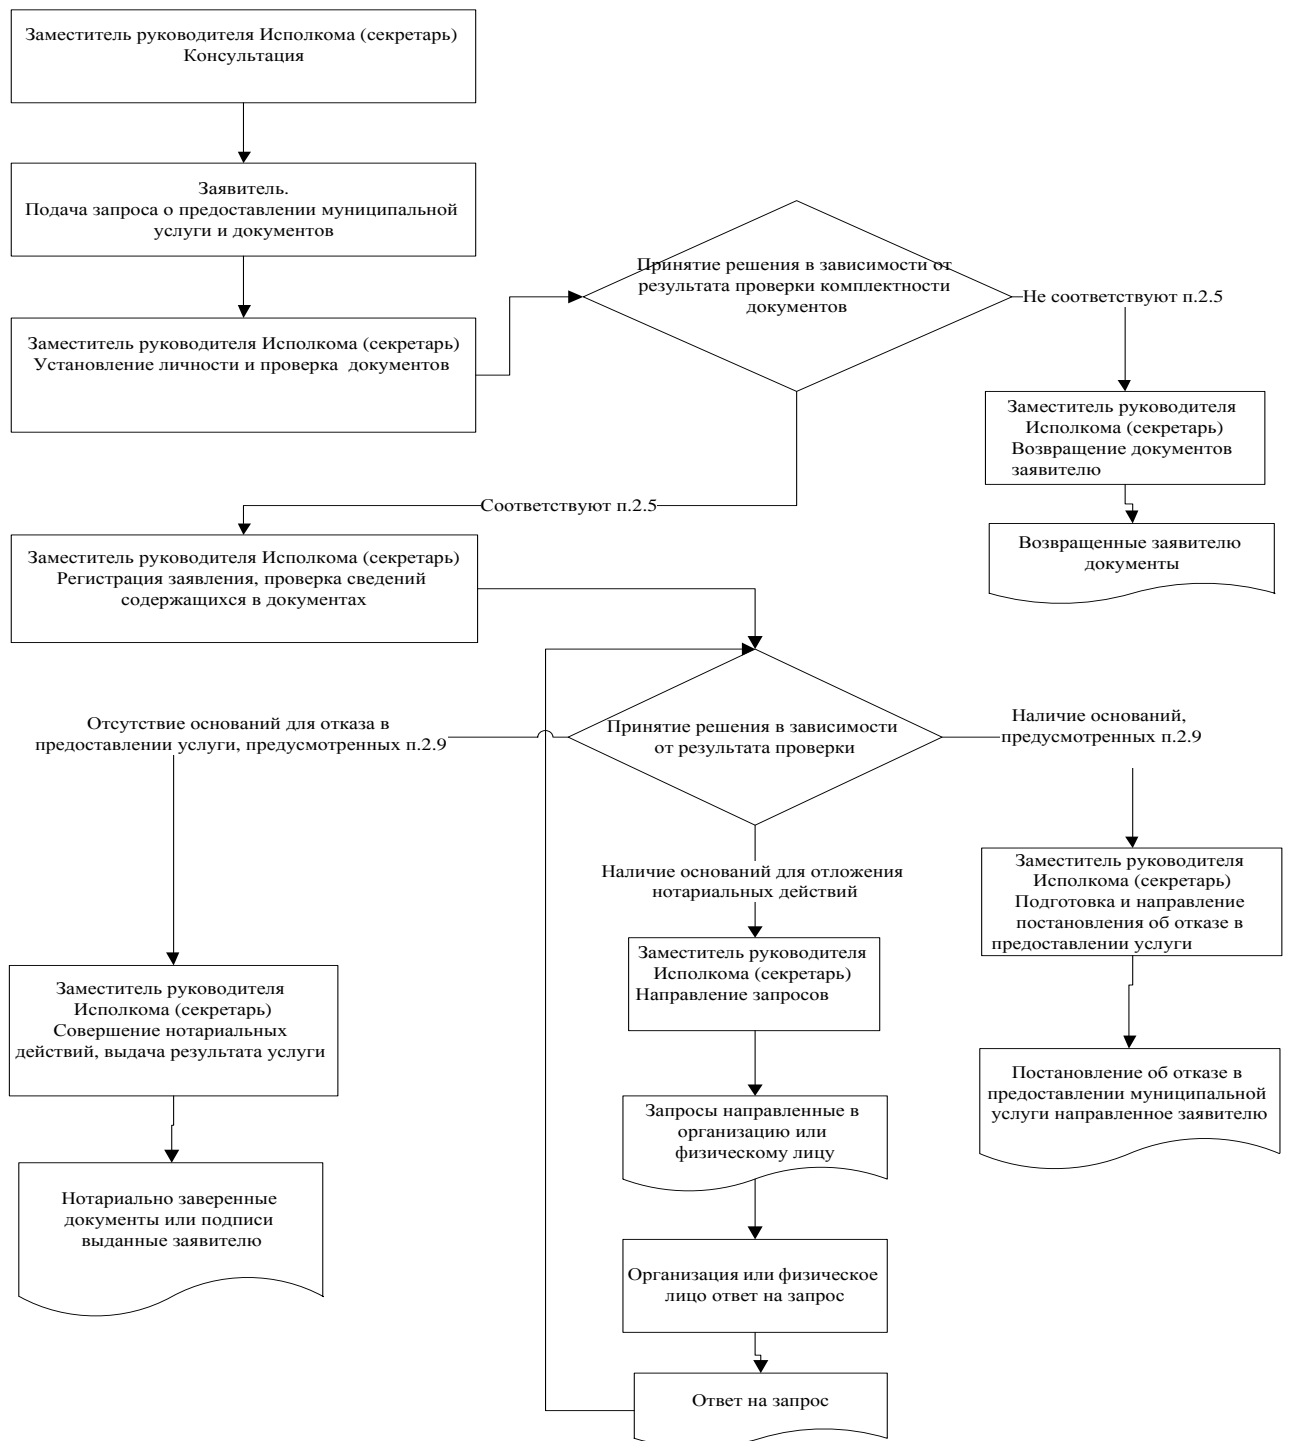 Заместитель руководителя Исполкома (секретарь)
Консультация
Заявитель.
Подача запроса о предоставлении муниципальной
услуги и документов
Заместитель руководителя Исполкома (секретарь)
Установление личности и проверка документов
Принятие решения в зависимости от
результата проверки комплектности
документов
Не соответствуют п.2.5
Заместитель руководителя
Исполкома (секретарь)
Возвращение документов
заявителю
Возвращенные заявителю
документы
Соответствуют п.2.5
Заместитель руководителя Исполкома (секретарь)
Регистрация заявления, проверка сведений
содержащихся в документах
Принятие решения в зависимости
от результата проверки
Отсутствие оснований для отказа в
предоставлении услуги, предусмотренных п.2.9
Наличие оснований,
предусмотренных п.2.9
Наличие оснований для отложения
нотариальных действий
Заместитель руководителя
Исполкома (секретарь)
Подготовка и направление
постановления об отказе в
предоставлении услуги
Заместитель руководителя
Исполкома (секретарь)
Направление запросов
Заместитель руководителя
Исполкома (секретарь)
Совершение нотариальных
действий, выдача результата услуги
Постановление об отказе в
предоставлении муниципальной
услуги направленное заявителю
Запросы направленные в
организацию или
физическому лицу
Нотариально заверенные
документы или подписи
выданные заявителю
Организация или физическое
лицо ответ на запрос
Ответ на запрос